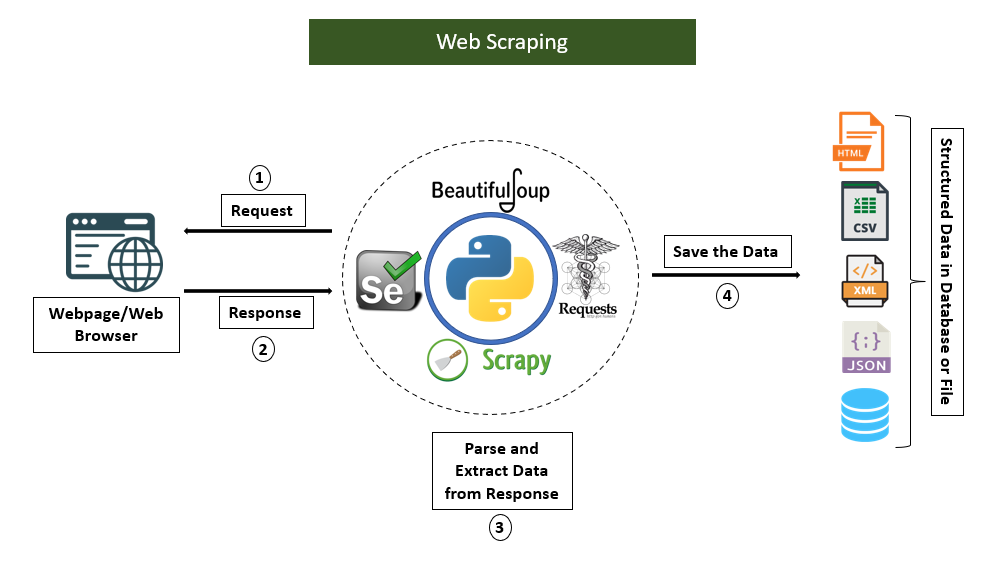 Web Scraping
1
Request
Webpage/Web
Browser
Response
2
BeautifulSoup
Se
Requests
Scrapy
Parse and
Extract Data
from Response
3
Save the Data
4
HTML
CSV
</>
XML
{;}
JSON
Structured Data in Database or File